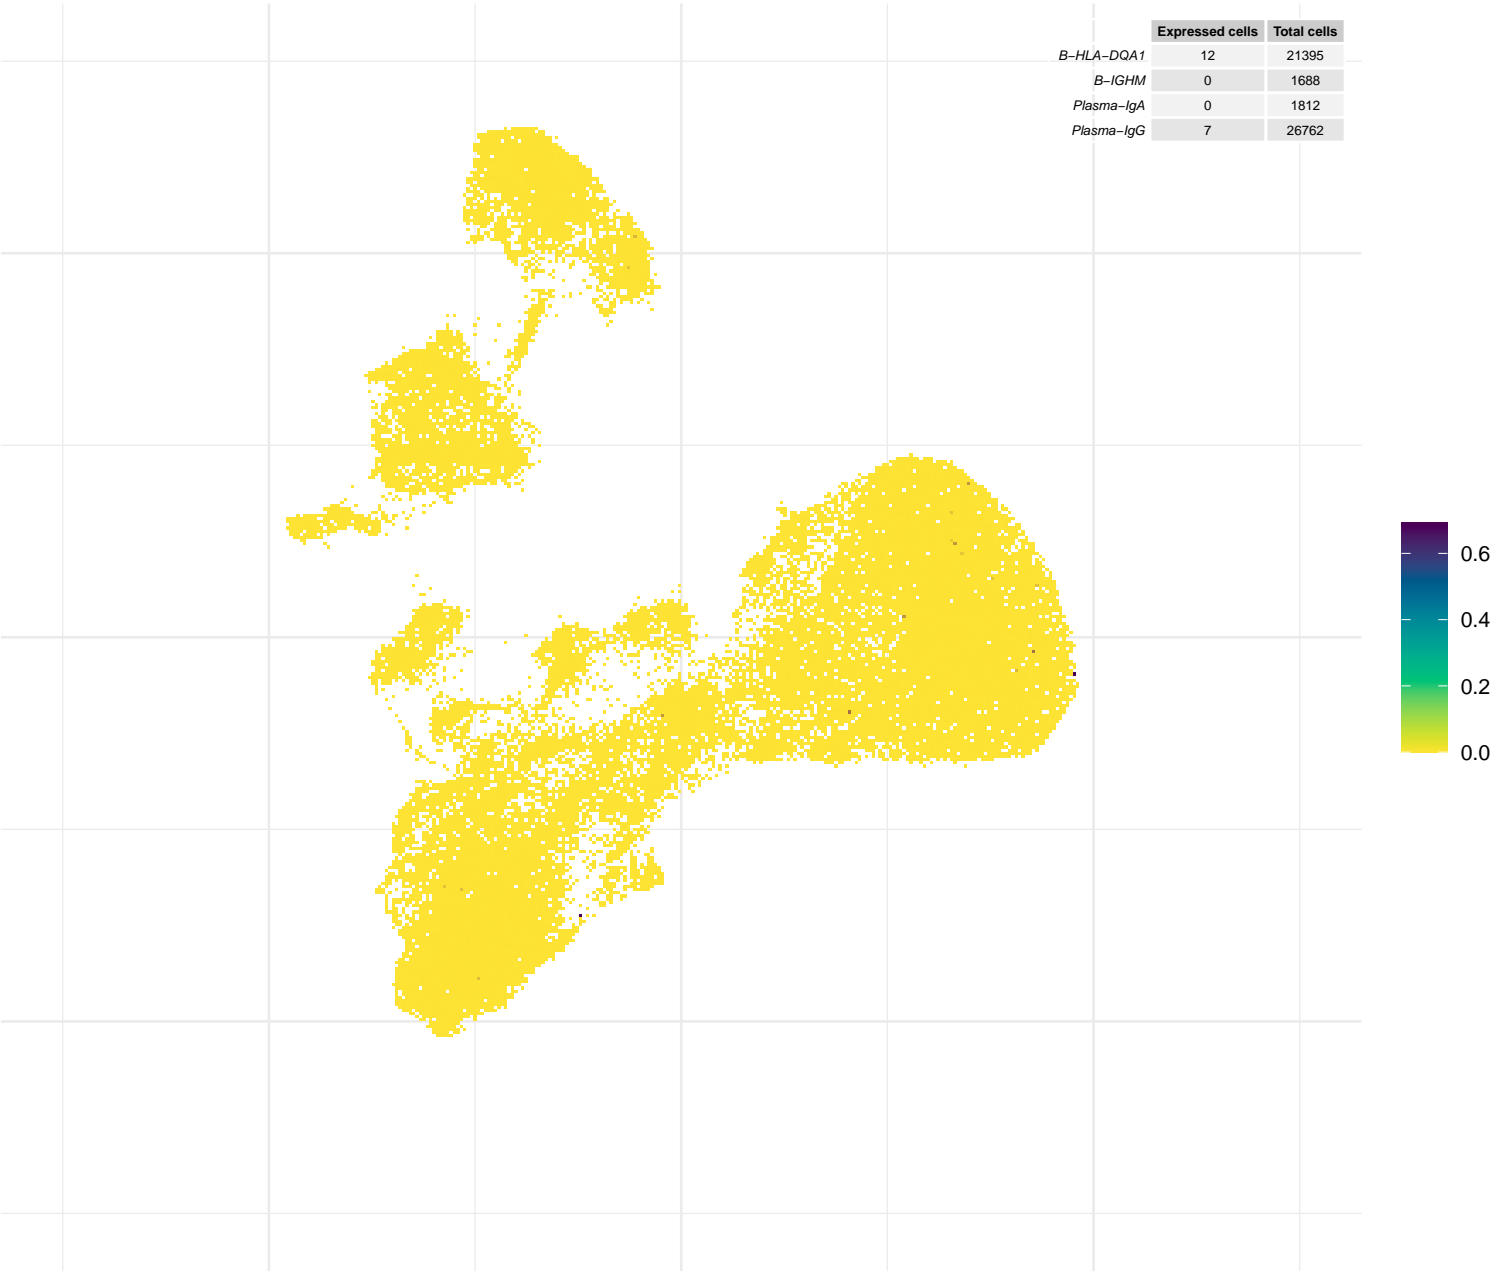 Expressed cells Total cells
B−HLA−DQA1 12 21395
B−IGHM 0 1688
Plasma−IgA 0 1812
Plasma−IgG 7 26762
0.6
0.4
0.2
0.0